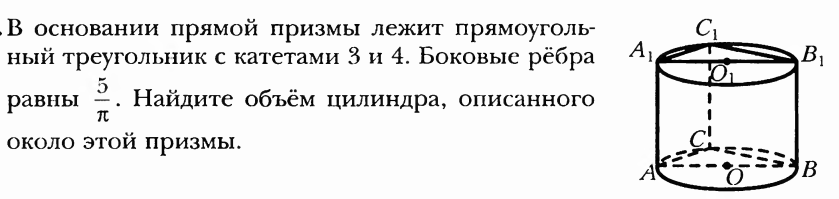 .В основании прямой призмы лежит прямоуголь-
ный треугольник с катетами 3 и 4. Боковые рёбра
равны 5/π. Найдите объём цилиндра, описанного
около этой призмы.
C₁
A₁
B₁
O₁
C
A
O
B